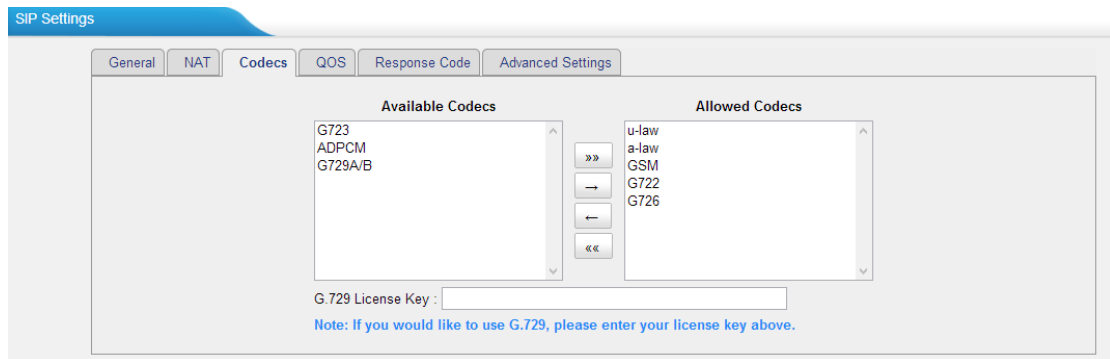 SIP Settings
General NAT Codecs QOS Response Code Advanced Settings
Available Codecs
G723
ADPCM
G729A/B
»»
→
←
««
Allowed Codecs
u-law
a-law
GSM
G722
G726
G.729 License Key :
Note: If you would like to use G.729, please enter your license key above.